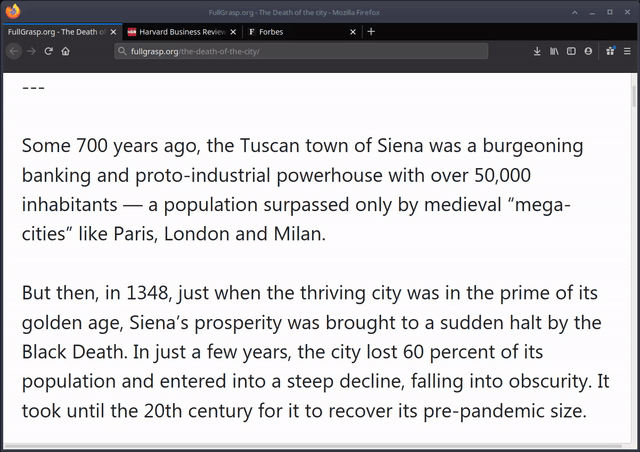 FullGrasp.org - The Death of the city - Mozilla Firefox
FullGrasp.org - The Death of
Harvard Business Review
Forbes
fullgrasp.org/the-death-of-the-city/
---
Some 700 years ago, the Tuscan town of Siena was a burgeoning
banking and proto-industrial powerhouse with over 50,000
inhabitants — a population surpassed only by medieval “mega-
cities” like Paris, London and Milan.
But then, in 1348, just when the thriving city was in the prime of its
golden age, Siena’s prosperity was brought to a sudden halt by the
Black Death. In just a few years, the city lost 60 percent of its
population and entered into a steep decline, falling into obscurity. It
took until the 20th century for it to recover its pre-pandemic size.